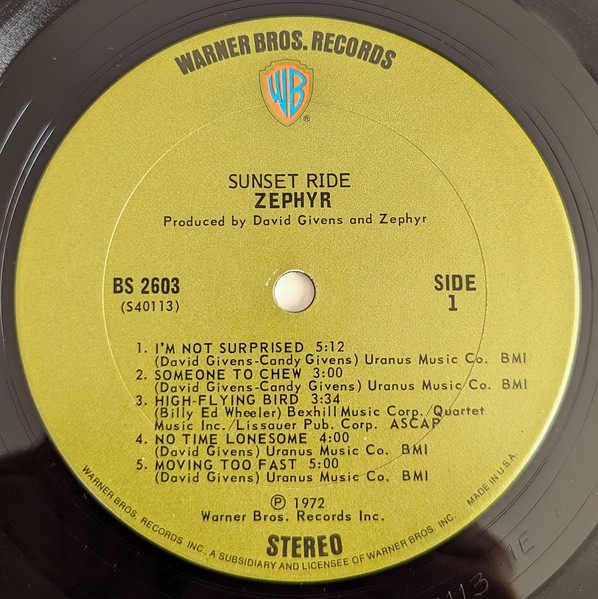 WARNER BROS. RECORDS
WB
®
SUNSET RIDE
ZEPHYR
Produced by David Givens and Zephyr
BS 2603
(S40113)
SIDE
1
1. I'M NOT SURPRISED 5:12
(David Givens-Candy Givens) Uranus Music Co. BMI
2. SOMEONE TO CHEW 3:00
(David Givens-Candy Givens) Uranus Music Co. BMI
3. HIGH-FLYING BIRD 3:34
(Billy Ed Wheeler) Bexhill Music Corp./Quartet
Music Inc./Lissauer Pub. Corp. ASCAP
4. NO TIME LONESOME 4:00
(David Givens) Uranus Music Co. BMI
5. MOVING TOO FAST 5:00
(David Givens) Uranus Music Co. BMI
℗ 1972
Warner Bros. Records Inc.
STEREO
WARNER BROS. RECORDS INC. A SUBSIDIARY AND LICENSEE OF WARNER BROS. INC. MADE IN U.S.A.